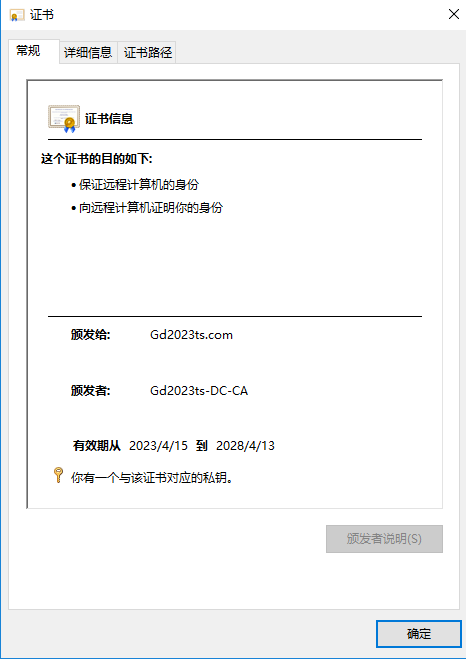 证书
常规 详细信息 证书路径
证书信息
这个证书的目的如下:
• 保证远程计算机的身份
• 向远程计算机证明你的身份
颁发给: Gd2023ts.com
颁发者: Gd2023ts-DC-CA
有效期从 2023/4/15 到 2028/4/13
你有一个与该证书对应的私钥。
颁发者说明(S)
确定